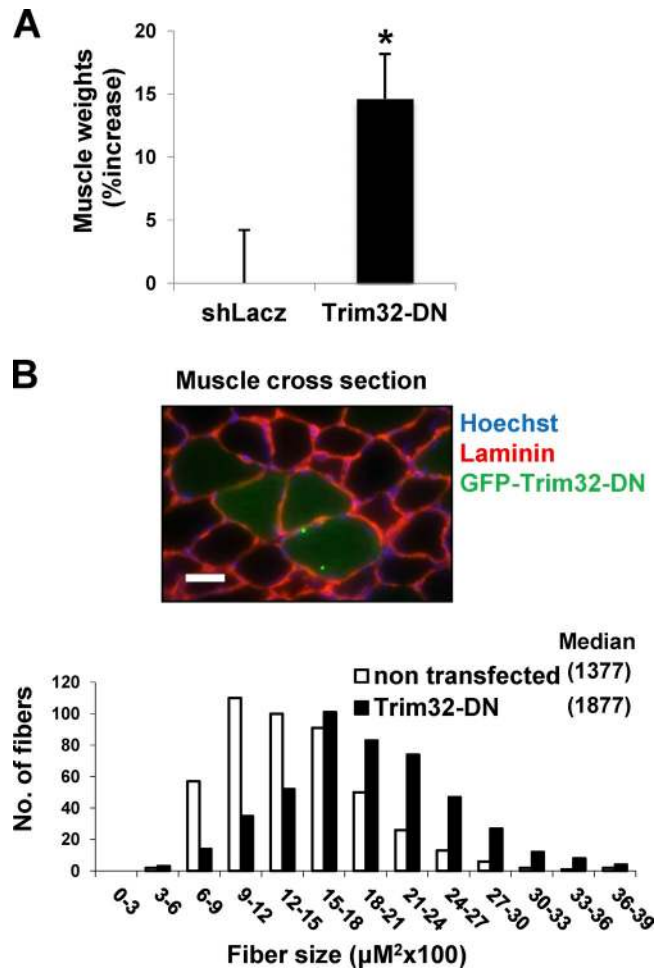 A
Muscle weights
(%increase)
20
15
10
5
0
*
shLacz
Trim32-DN
B
Muscle cross section
Hoechst
Laminin
GFP-Trim32-DN
Median
non transfected (1377)
Trim32-DN (1877)
No. of fibers
120
100
80
60
40
20
0
0-3
3-6
6-9
9-12
12-15
15-18
18-21
21-24
24-27
27-30
30-33
33-36
36-39
Fiber size (µM²x100)